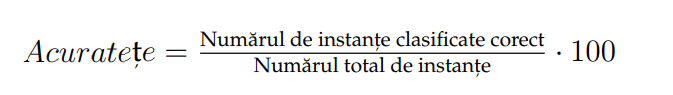 Acuratețe = Numărul de instanțe clasificate corect / Numărul total de instanțe · 100